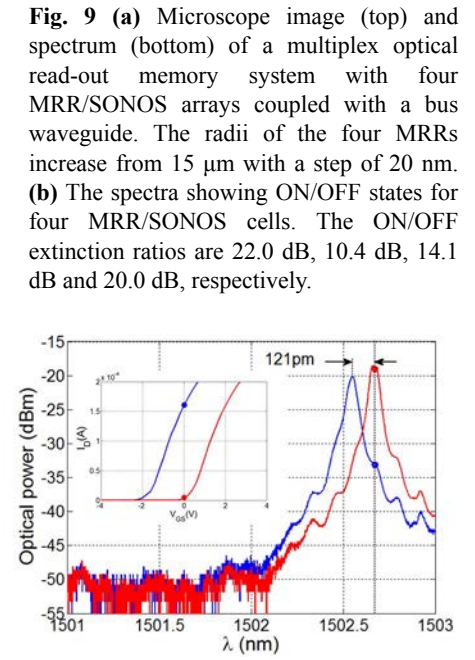 Fig. 9 (a) Microscope image (top) and
spectrum (bottom) of a multiplex optical
read-out memory system with four
MRR/SONOS arrays coupled with a bus
waveguide. The radii of the four MRRs
increase from 15 μm with a step of 20 nm.
(b) The spectra showing ON/OFF states for
four MRR/SONOS cells. The ON/OFF
extinction ratios are 22.0 dB, 10.4 dB, 14.1
dB and 20.0 dB, respectively.
-15
-20
-25
-30
-35
-40
-45
-50
-55
Optical power (dBm)
121pm
2 x 10⁻⁴
1.5
1
0.5
0
I_D(A)
-4 -2 0 2 4
V_GS(V)
1501 1501.5 1502 1502.5 1503
λ (nm)